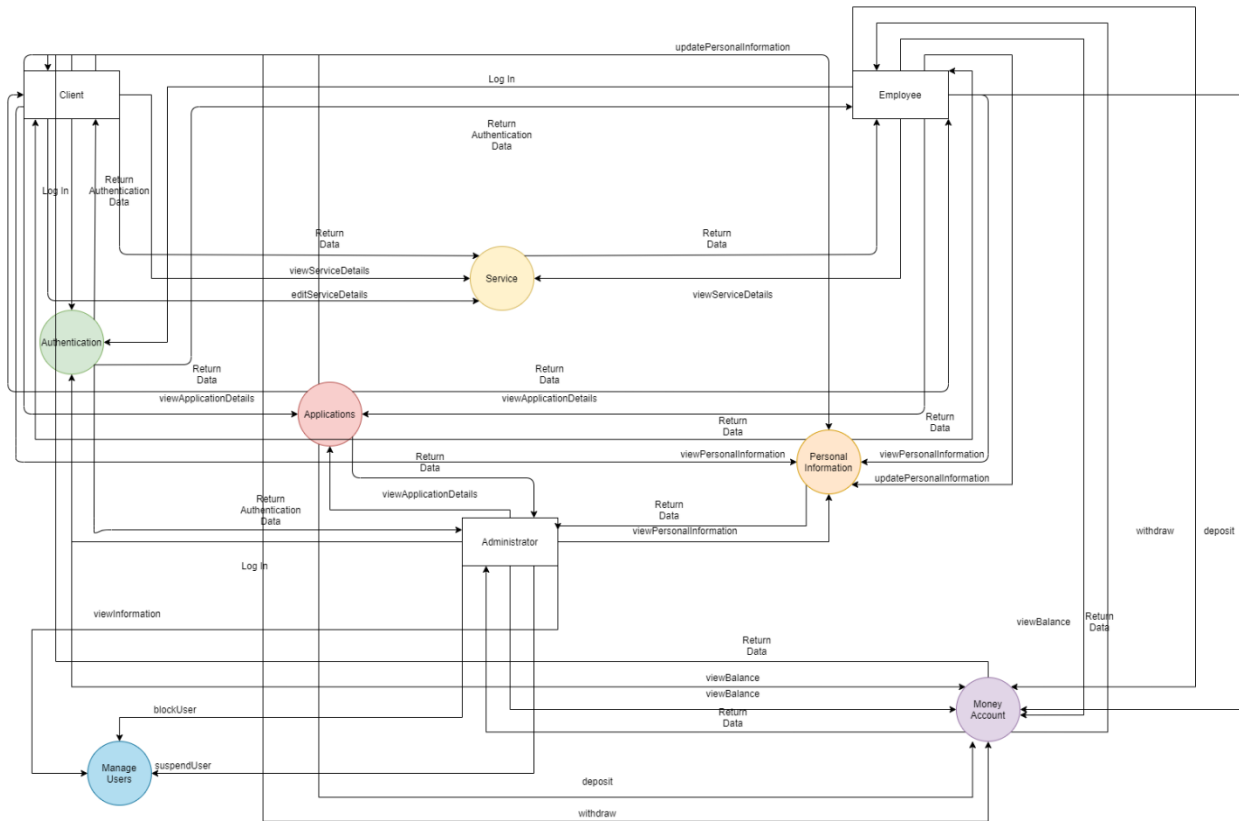 updatePersonalInformation
Log In
Client
Employee
Return
Authentication
Data
Log In
Return
Authentication
Data
Return
Data
Return
Data
viewServiceDetails
Service
viewServiceDetails
editServiceDetails
Authentication
Return
Data
Return
Data
viewApplicationDetails
viewApplicationDetails
Applications
Return
Data
Return
Data
Return
Data
viewPersonalInformation
Personal
Information
viewPersonalInformation
viewApplicationDetails
updatePersonalInformation
Return
Authentication
Data
Return
Data
Administrator
viewPersonalInformation
withdraw
deposit
Log In
viewInformation
viewBalance
Return
Data
Return
Data
viewBalance
viewBalance
Money
Account
Return
Data
blockUser
Manage
Users
suspendUser
deposit
withdraw